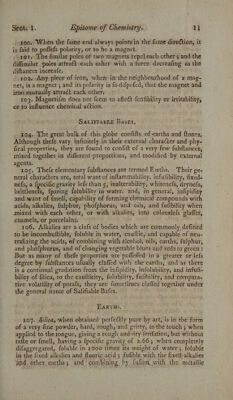 Sect. 1. Epitome of Chemistry. 11
100. When the same end always points in the same direction, it
is said to possess polarity, or to be a magnet.
101. The similar poles of two magnets repel each other; and the
dissimilar poles attract each other with a force decreasing as the
distances increase.
102. Any piece of iron, when in the neighbourhood of a mag-
net, is a magnet; and its polarity is so disposed, that the magnet and
iron mutually attract each other.
103. Magnetism does not seem to affect sensibility or irritability,
or to influence chemical action.
SALIFIABLE BASES.
104. The great bulk of this globe consists of earths and stones.
Although these vary infinitely in their external character and phy-
sical properties, they are found to consist of a very few substances,
mixed together in different proportions, and modified by external
agents.
105. These elementary substances are termed Earths. Their ge-
neral characters are, total want of inflammability, infusibility, fixed-
ness, a specific gravity less than 5, inalterability, whiteness, dryness,
brittleness, sparing solubility in water, and, in general, insipidity
and want of smell, capability of forming chemical compounds with
acids, alkalies, sulphur, phosphorus, and oils, and fusibility when
mixed with each other, or with alkalies, into colourless glasses,
enamels, or porcelains.
106. Alkalies are a class of bodies which are commonly defined
to be incombustible, soluble in water, caustic, and capable of neu-
tralizing the acids, of combining with alcohol, oils, earths, sulphur,
and phosphorus, and of changing vegetable blues and reds to green:
But as many of these properties are possessed in a greater or less
degree by substances usually classed with the earths, and as there
is a continual gradation from the insipidity, insolubility, and infusi-
bility of silica, to the causticity, solubility, fusibility, and compara-
tive volatility of potass, they are sometimes classed together under
the general name of Salifiable Bases.
EARTHS.
107. Silica, when obtained perfectly pure by art, is in the form
of a very fine powder, hard, rough, and gritty, to the touch; when
applied to the tongue, giving a rough and dry sensation, but without
taste or smell, having a specific gravity of 2.66; when completely
disaggregated, soluble in 1000 times its weight of water; soluble
in the fixed alkalies and fluoric acid; fusible with the fixed alkalies
and other earths; and combining by fusion with the metallic